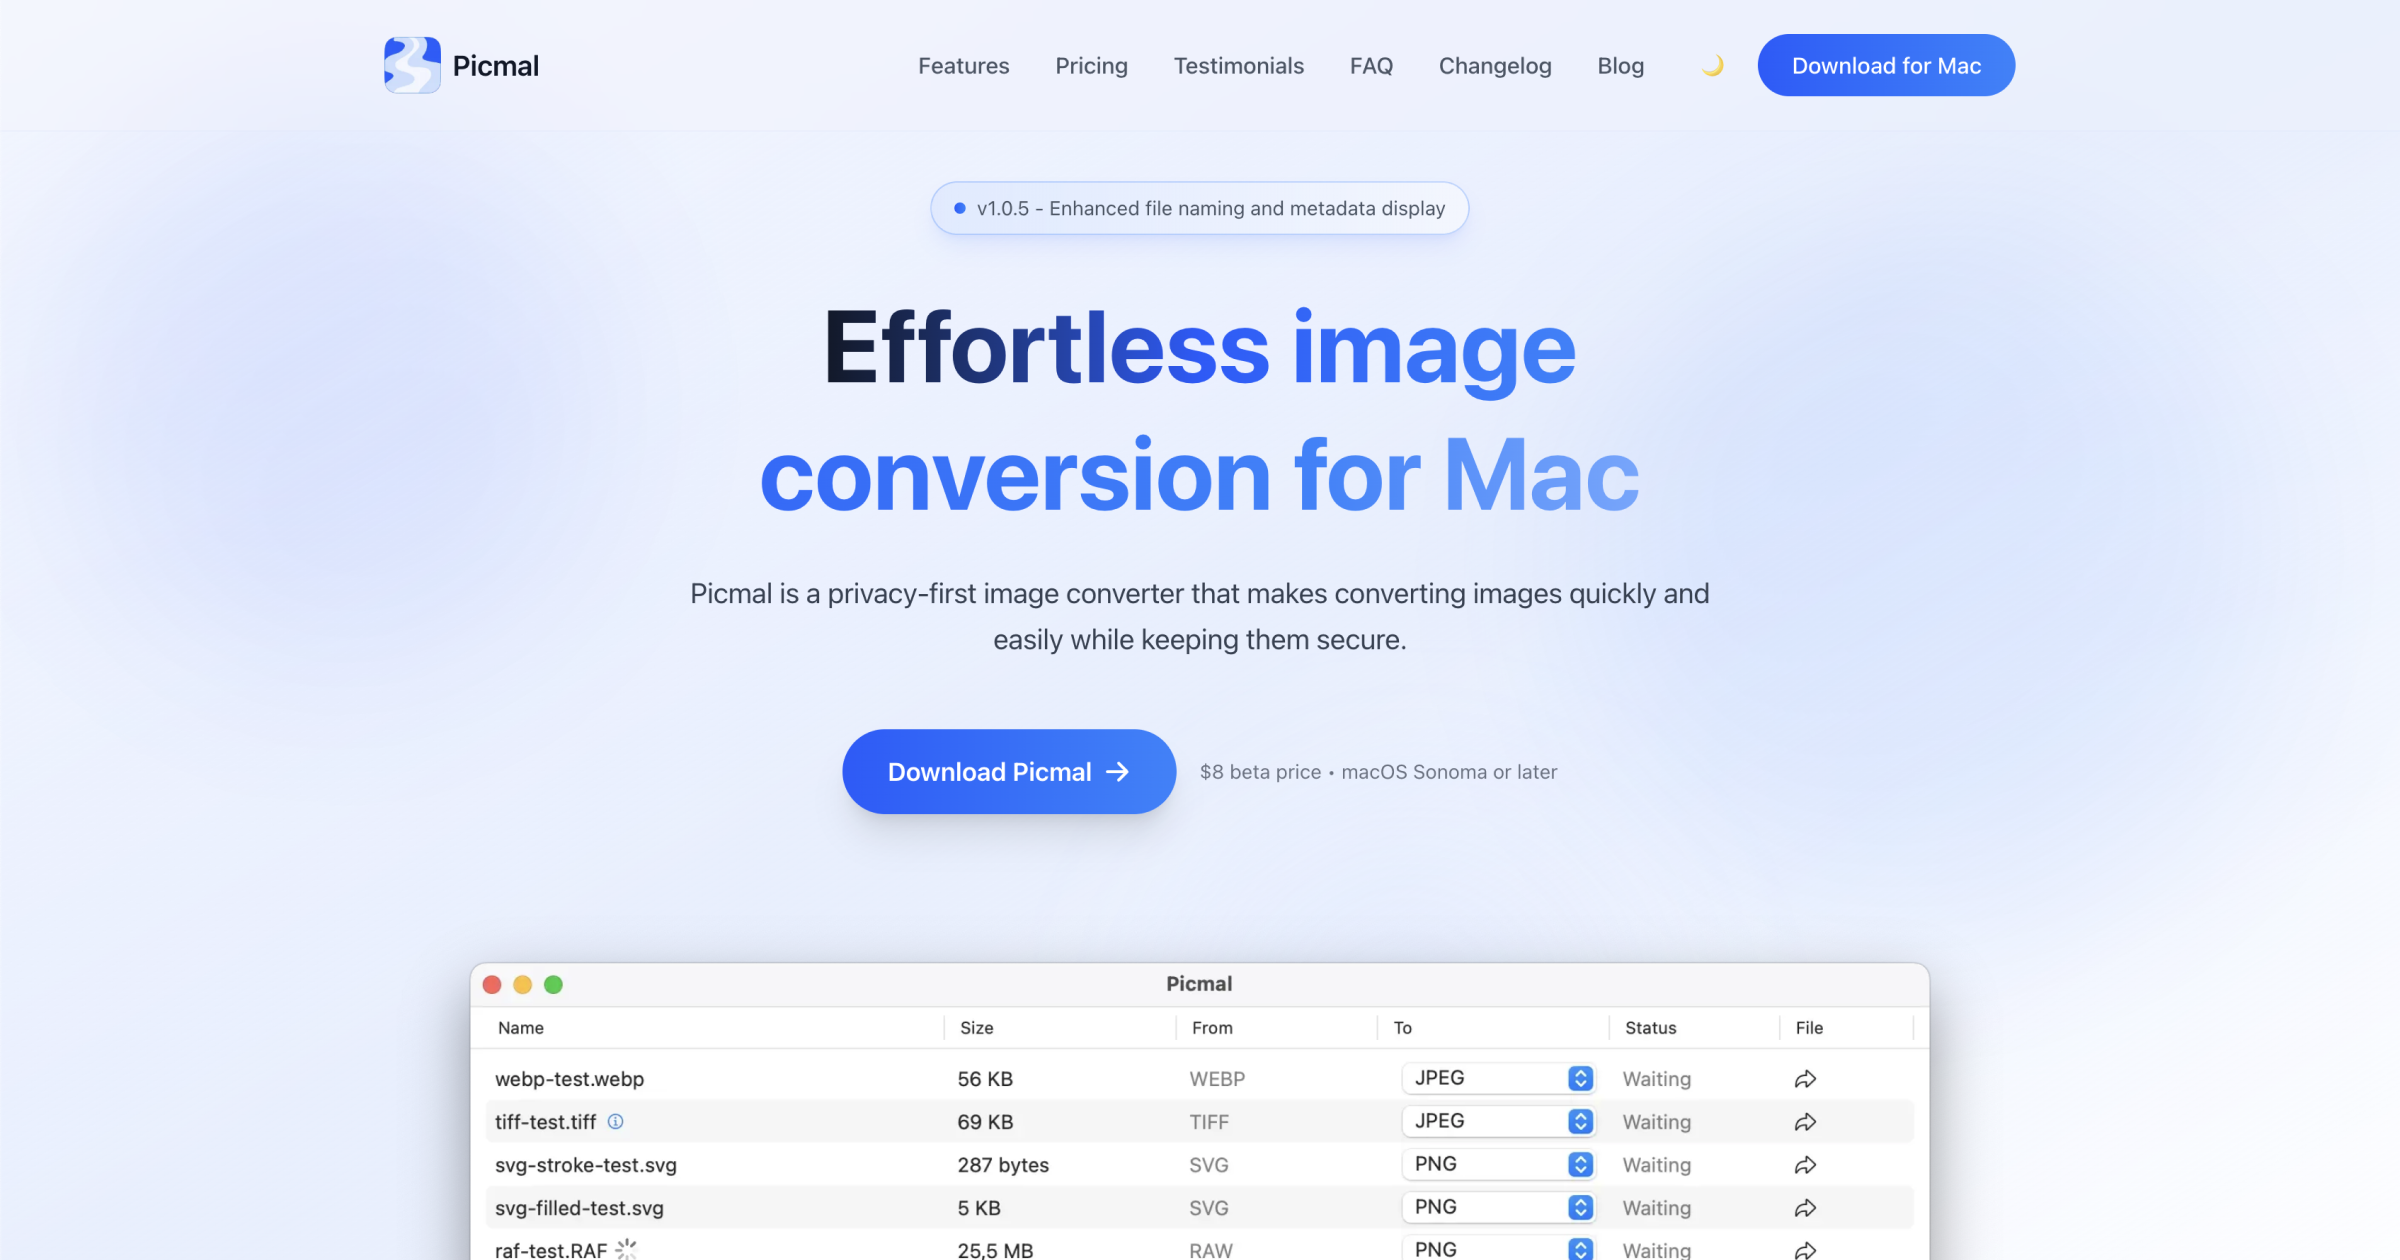 Picmal
Features Pricing Testimonials FAQ Changelog Blog Download for Mac
v1.0.5 - Enhanced file naming and metadata display
Effortless image
conversion for Mac
Picmal is a privacy-first image converter that makes converting images quickly and
easily while keeping them secure.
Download Picmal → $8 beta price • macOS Sonoma or later
Picmal
Name Size From To Status File
webp-test.webp 56 KB WEBP JPEG Waiting
tiff-test.tiff 69 KB TIFF JPEG Waiting
svg-stroke-test.svg 287 bytes SVG PNG Waiting
svg-filled-test.svg 5 KB SVG PNG Waiting
raf-test.RAF 25,5 MB RAW PNG Waiting